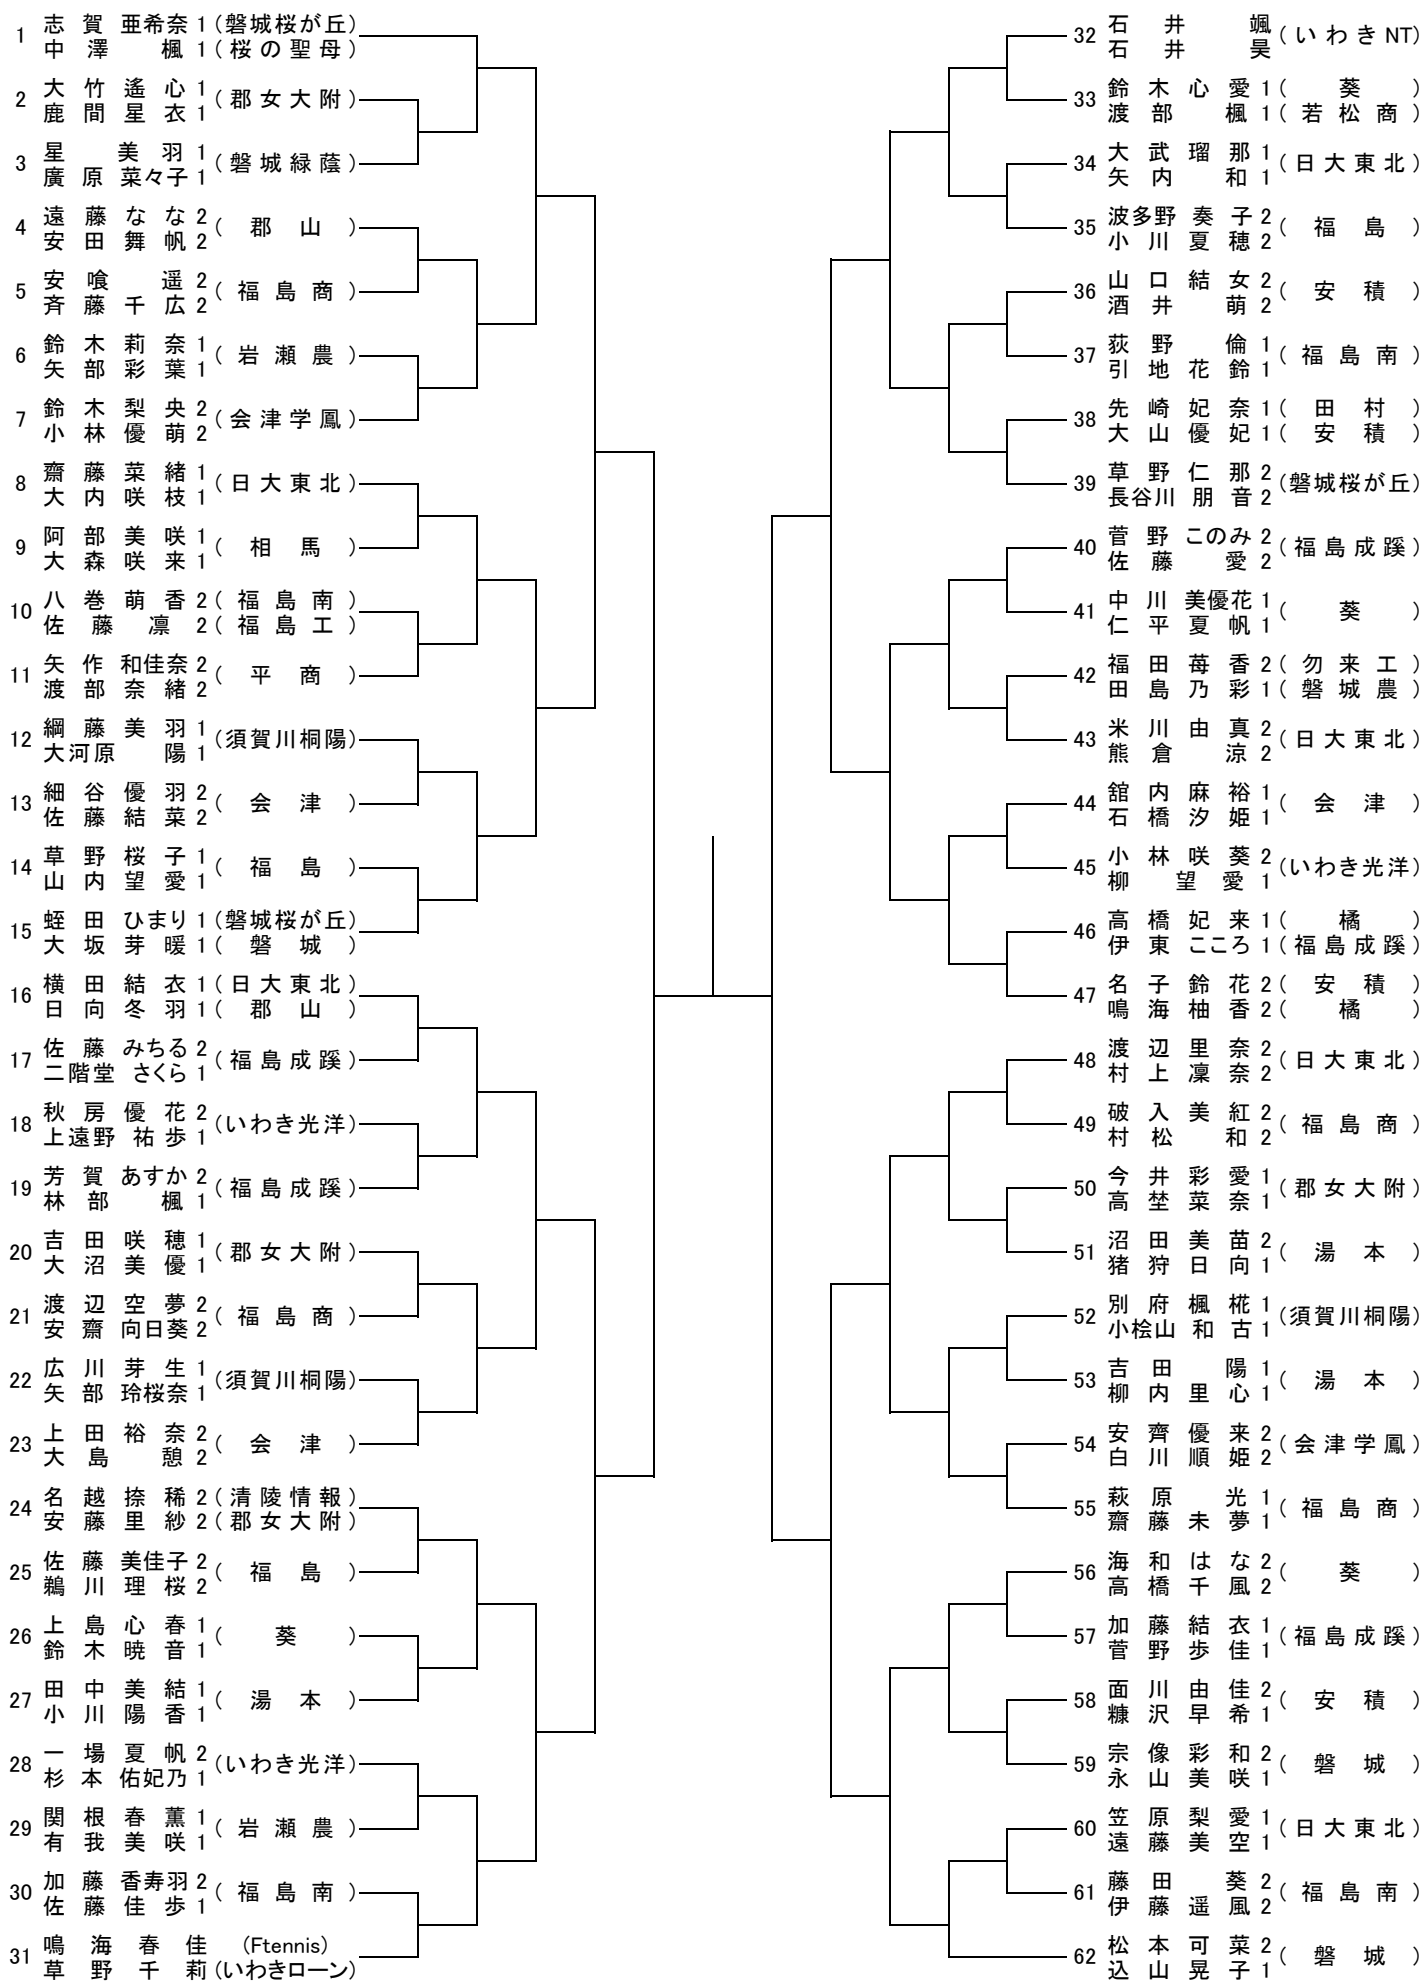 1 志賀 亜希奈 1 (磐城桜が丘)
中澤 楓 1 (桜の聖母)
2 大竹遙心 1 (郡女大附)
鹿間星衣 1
3 星 美羽 1 (磐城緑蔭)
廣原 菜々子 1
4 遠藤なな 2 (郡山)
安田舞帆 2
5 安喰 遥 2 (福島商)
斉藤千広 2
6 鈴木莉奈 1 (岩瀬農)
矢部彩葉 1
7 鈴木梨央 2 (会津学鳳)
小林優萌 2
8 齋藤菜緒 1 (日大東北)
大内咲枝 1
9 阿部美咲 1 (相馬)
大森咲来 1
10 八巻萌香 2 (福島南)
佐藤凛 2 (福島工)
11 矢作 和佳奈 2 (平商)
渡部奈緒 2
12 綱藤美羽 1 (須賀川桐陽)
大河原 陽 1
13 細谷優羽 2 (会津)
佐藤結菜 2
14 草野桜子 1 (福島)
山内望愛 1
15 蛭田 ひまり 1 (磐城桜が丘)
大坂芽暖 1 (磐城)
16 横田結衣 1 (日大東北)
日向冬羽 1 (郡山)
17 佐藤 みちる 2 (福島成蹊)
二階堂 さくら 1
18 秋房優花 2 (いわき光洋)
上遠野 祐歩 1
19 芳賀 あすか 2 (福島成蹊)
林部 楓 1
20 吉田咲穂 1 (郡女大附)
大沼美優 1
21 渡辺空夢 2 (福島商)
安齋 向日葵 2
22 広川芽生 1 (須賀川桐陽)
矢部 玲桜奈 1
23 上田裕奈 2 (会津)
大島 憩 2
24 名越捺稀 2 (清陵情報)
安藤里紗 2 (郡女大附)
25 佐藤 美佳子 2 (福島)
鵜川理桜 2
26 上島心春 1 (葵)
鈴木暁音 1
27 田中美結 1 (湯本)
小川陽香 1
28 一場夏帆 2 (いわき光洋)
杉本 佑妃乃 1
29 関根春薫 1 (岩瀬農)
有我美咲 1
30 加藤 香寿羽 2 (福島南)
佐藤佳歩 1
31 鳴海春佳 (Ftennis)
草野千莉 (いわきローン)
32 石井 颯 (いわきNT)
石井 昊
33 鈴木心愛 1 (葵)
渡部 楓 1 (若松商)
34 大武瑠那 1 (日大東北)
矢内 和 1
35 波多野 奏子 2 (福島)
小川夏穂 2
36 山口結女 2 (安積)
酒井 萌 2
37 荻野 倫 1 (福島南)
引地花鈴 1
38 先崎妃奈 1 (田村)
大山優妃 1 (安積)
39 草野仁那 2 (磐城桜が丘)
長谷川 朋音 2
40 菅野 このみ 2 (福島成蹊)
佐藤 愛 2
41 中川 美優花 1 (葵)
仁平夏帆 1
42 福田苺香 2 (勿来工)
田島乃彩 1 (磐城農)
43 米川由真 2 (日大東北)
熊倉 涼 2
44 舘内麻裕 1 (会津)
石橋汐姫 1
45 小林咲葵 2 (いわき光洋)
柳 望愛 1
46 高橋妃来 1 (橘)
伊東 こころ 1 (福島成蹊)
47 名子鈴花 2 (安積)
鳴海柚香 2 (橘)
48 渡辺里奈 2 (日大東北)
村上凜奈 2
49 破入美紅 2 (福島商)
村松 和 2
50 今井彩愛 1 (郡女大附)
高埜菜奈 1
51 沼田美苗 2 (湯本)
猪狩日向 1
52 別府楓椛 1 (須賀川桐陽)
小桧山 和古 1
53 吉田 陽 1 (湯本)
柳内里心 1
54 安齊優来 2 (会津学鳳)
白川順姫 2
55 萩原 光 1 (福島商)
齋藤未夢 1
56 海和はな 2 (葵)
高橋千風 2
57 加藤結衣 1 (福島成蹊)
菅野歩佳 1
58 面川由佳 2 (安積)
糠沢早希 1
59 宗像彩和 2 (磐城)
永山美咲 1
60 笠原梨愛 1 (日大東北)
遠藤美空 1
61 藤田 葵 2 (福島南)
伊藤遥風 2
62 松本可菜 2 (磐城)
込山晃子 1